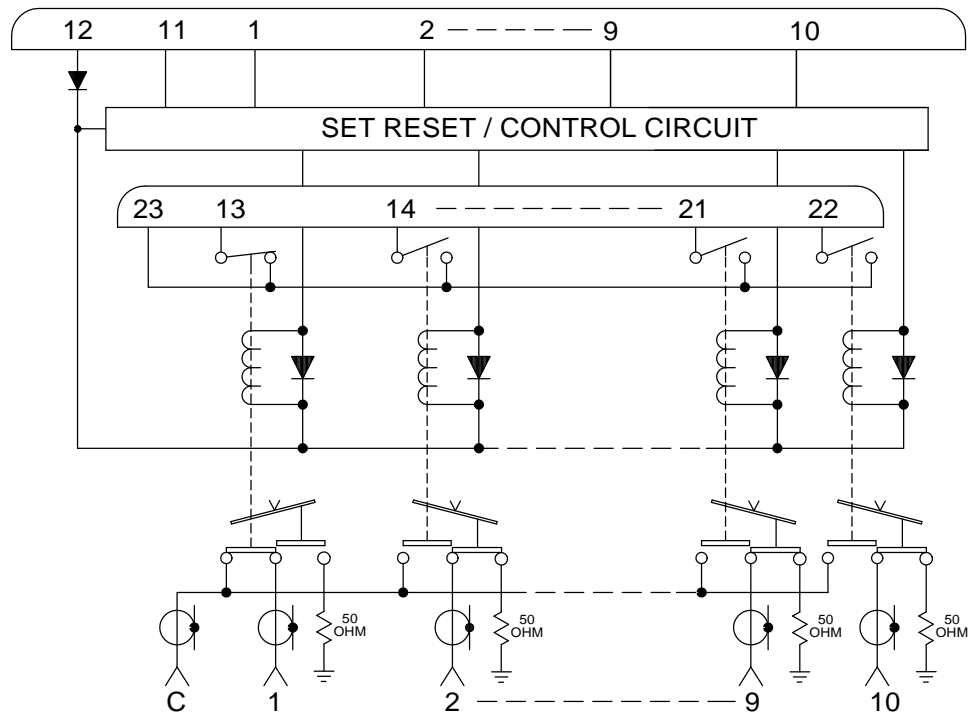 12 11 1 2 9 10
SET RESET / CONTROL CIRCUIT
23 13 14 21 22
50
OHM
50
OHM
50
OHM
50
OHM
C 1 2 9 10